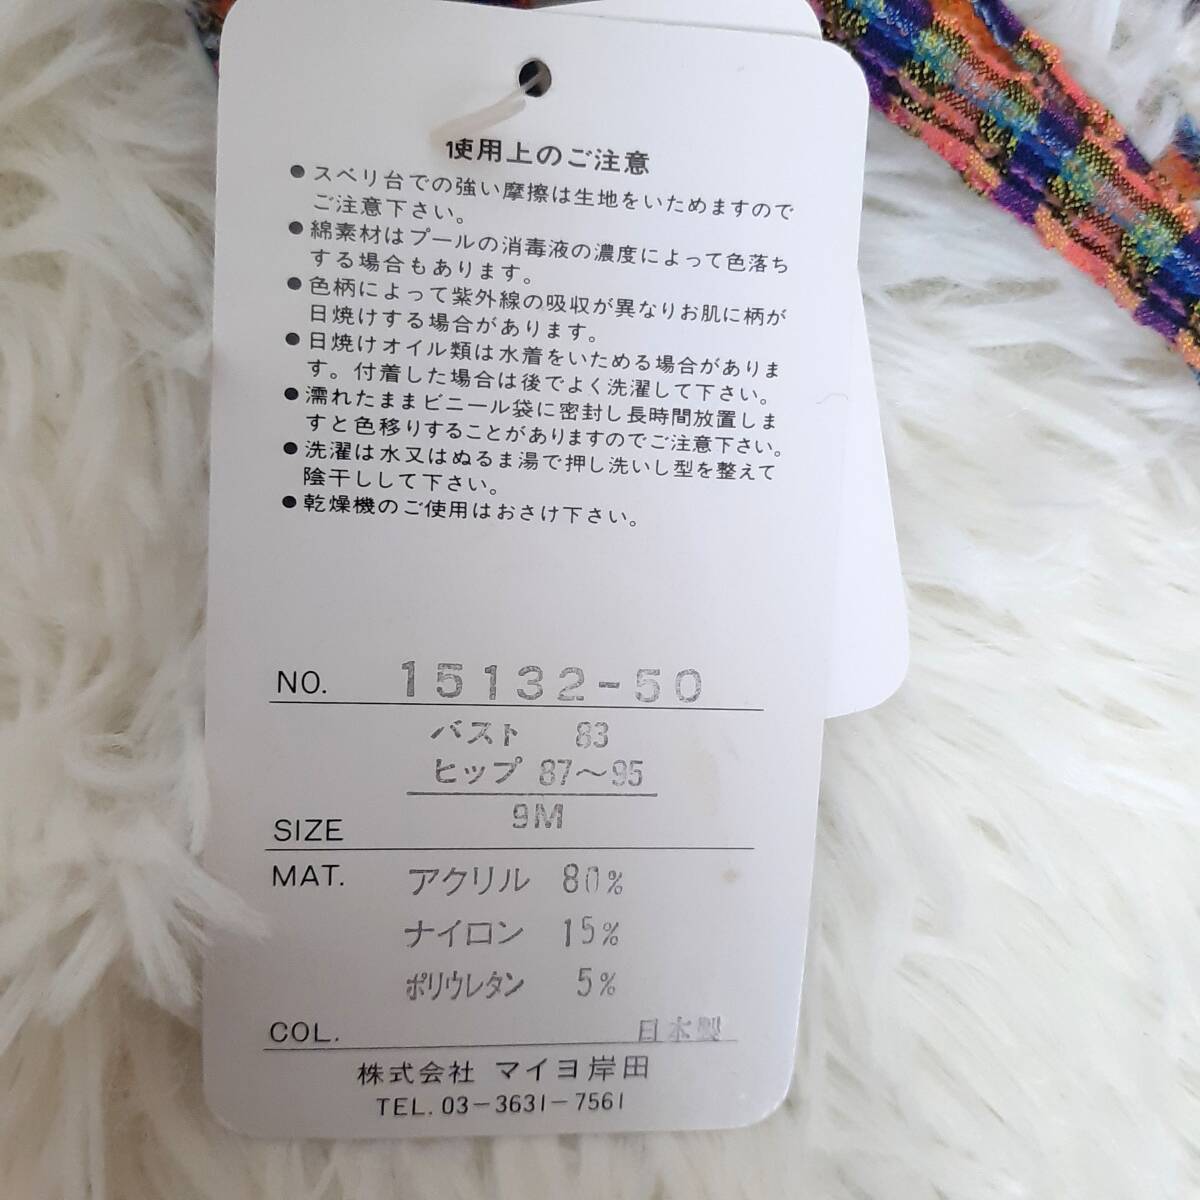 使用上のご注意
●スベリ台での強い摩擦は生地をいためますので
ご注意下さい。
●綿素材はプールの消毒液の濃度によって色落ち
する場合もあります。
●色柄によって紫外線の吸収が異なりお肌に柄が
日焼けする場合があります。
●日焼けオイル類は水着をいためる場合がありま
す。付着した場合は後でよく洗濯して下さい。
●濡れたままビニール袋に密封し長時間放置しま
すと色移りすることがありますのでご注意下さい。
●洗濯は水又はぬるま湯で押し洗いし型を整えて
陰干しして下さい。
●乾燥機のご使用はおさけ下さい。
NO. 15132-50
バスト 83
ヒップ 87〜95
SIZE 9M
MAT. アクリル 80%
ナイロン 15%
ポリウレタン 5%
COL. 日本製
株式会社 マイヨ岸田
TEL. 03-3631-7561